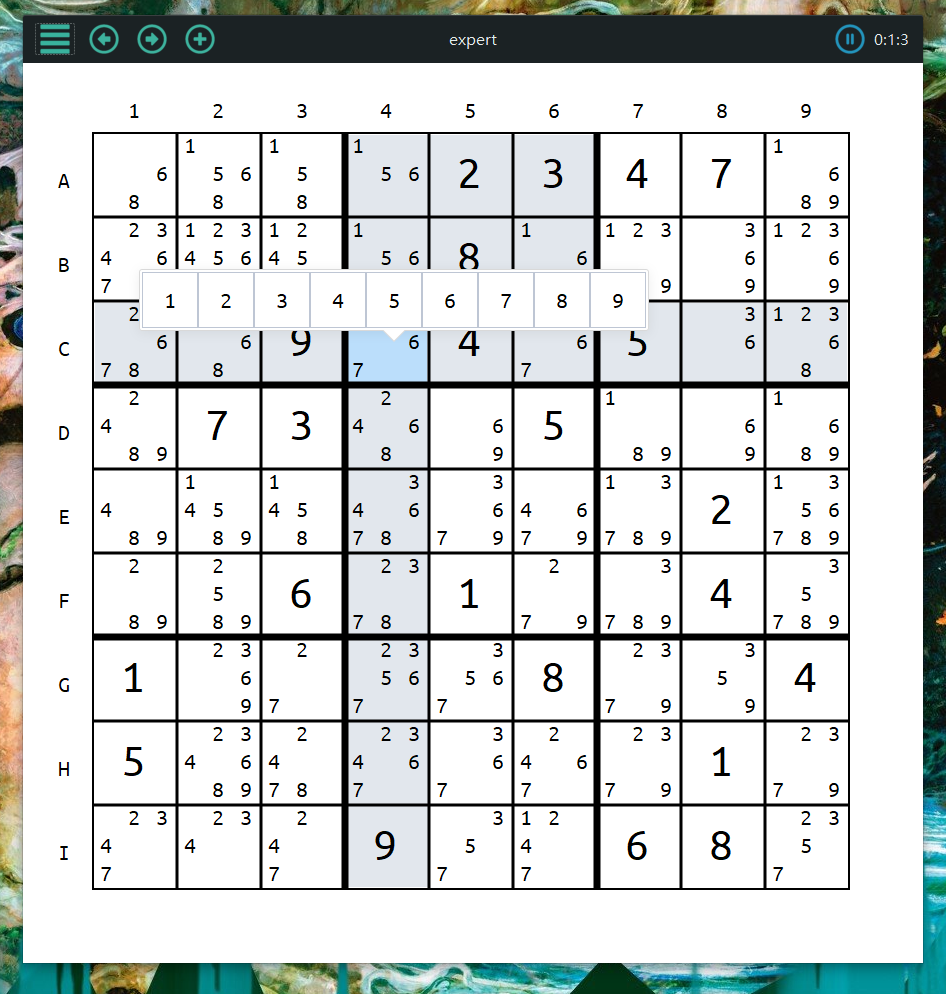 expert 0:1:3
1 2 3 4 5 6 7 8 9
1 1 1 1
A 6 5 6 5 5 6 2 3 4 7 6
8 8 8 8 9
2 3 1 2 3 1 2 1 1 1 2 3 3 1 2 3
B 4 6 4 5 6 4 5 5 6 8 6 6 6
7 9 9 9
1 2 3 4 5 6 7 8 9
2 3 1 2 3
C 6 6 9 6 4 6 5 6 6
7 8 8 7 7 8
2 2 1 1
D 4 7 3 4 6 6 5 6 6
8 9 8 9 8 9 9 8 9
1 1 3 3 1 3 1 3
E 4 4 5 4 5 4 6 6 4 6 2 5 6
8 9 8 9 8 7 8 7 9 7 9 7 8 9 7 8 9
2 2 2 3 2 3 3
F 5 6 1 4 5
8 9 8 9 7 8 7 9 7 8 9 7 8 9
2 3 2 2 3 3 2 3 3
G 1 6 5 6 5 6 8 5 4
9 7 7 7 7 9 9
2 3 2 2 3 3 2 2 3 2 3
H 5 4 6 4 4 6 6 4 6 1
8 9 7 8 7 7 7 7 9 7 9
2 3 2 3 2 3 1 2 2 3
I 4 4 4 9 5 4 6 8 5
7 7 7 7 7